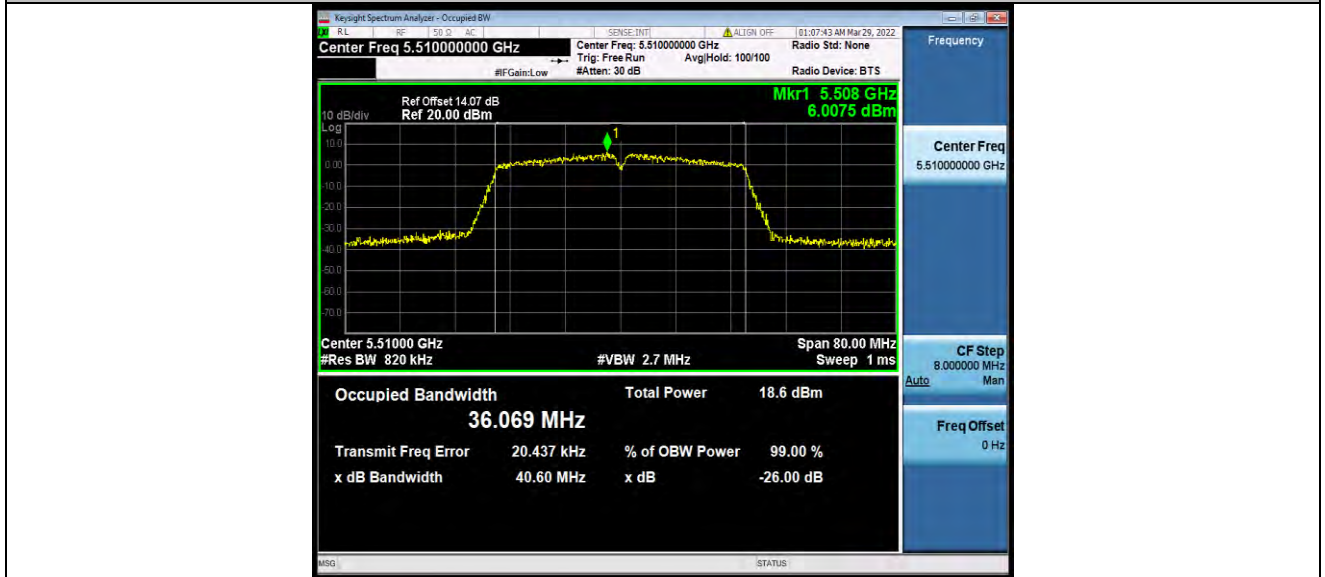 Keysight Spectrum Analyzer - Occupied BW
RL RF 50 Ω AC SENSE:INT ALIGN OFF 01:07:43 AM Mar 29, 2022
Center Freq 5.510000000 GHz
Center Freq: 5.510000000 GHz
Radio Std: None
Trig: Free Run Avg|Hold: 100/100
#IFGain:Low #Atten: 30 dB Radio Device: BTS
Mkr1 5.508 GHz
6.0075 dBm
Ref Offset 14.07 dB
10 dB/div Ref 20.00 dBm
Log
1
10.0
0.00
-10.0
-20.0
-30.0
-40.0
-50.0
-60.0
-70.0
Center 5.51000 GHz Span 80.00 MHz
#Res BW 820 kHz #VBW 2.7 MHz Sweep 1 ms
Occupied Bandwidth Total Power 18.6 dBm
36.069 MHz
Transmit Freq Error 20.437 kHz % of OBW Power 99.00 %
x dB Bandwidth 40.60 MHz x dB -26.00 dB
MSG STATUS
Frequency
Center Freq
5.510000000 GHz
CF Step
8.000000 MHz
Auto Man
Freq Offset
0 Hz